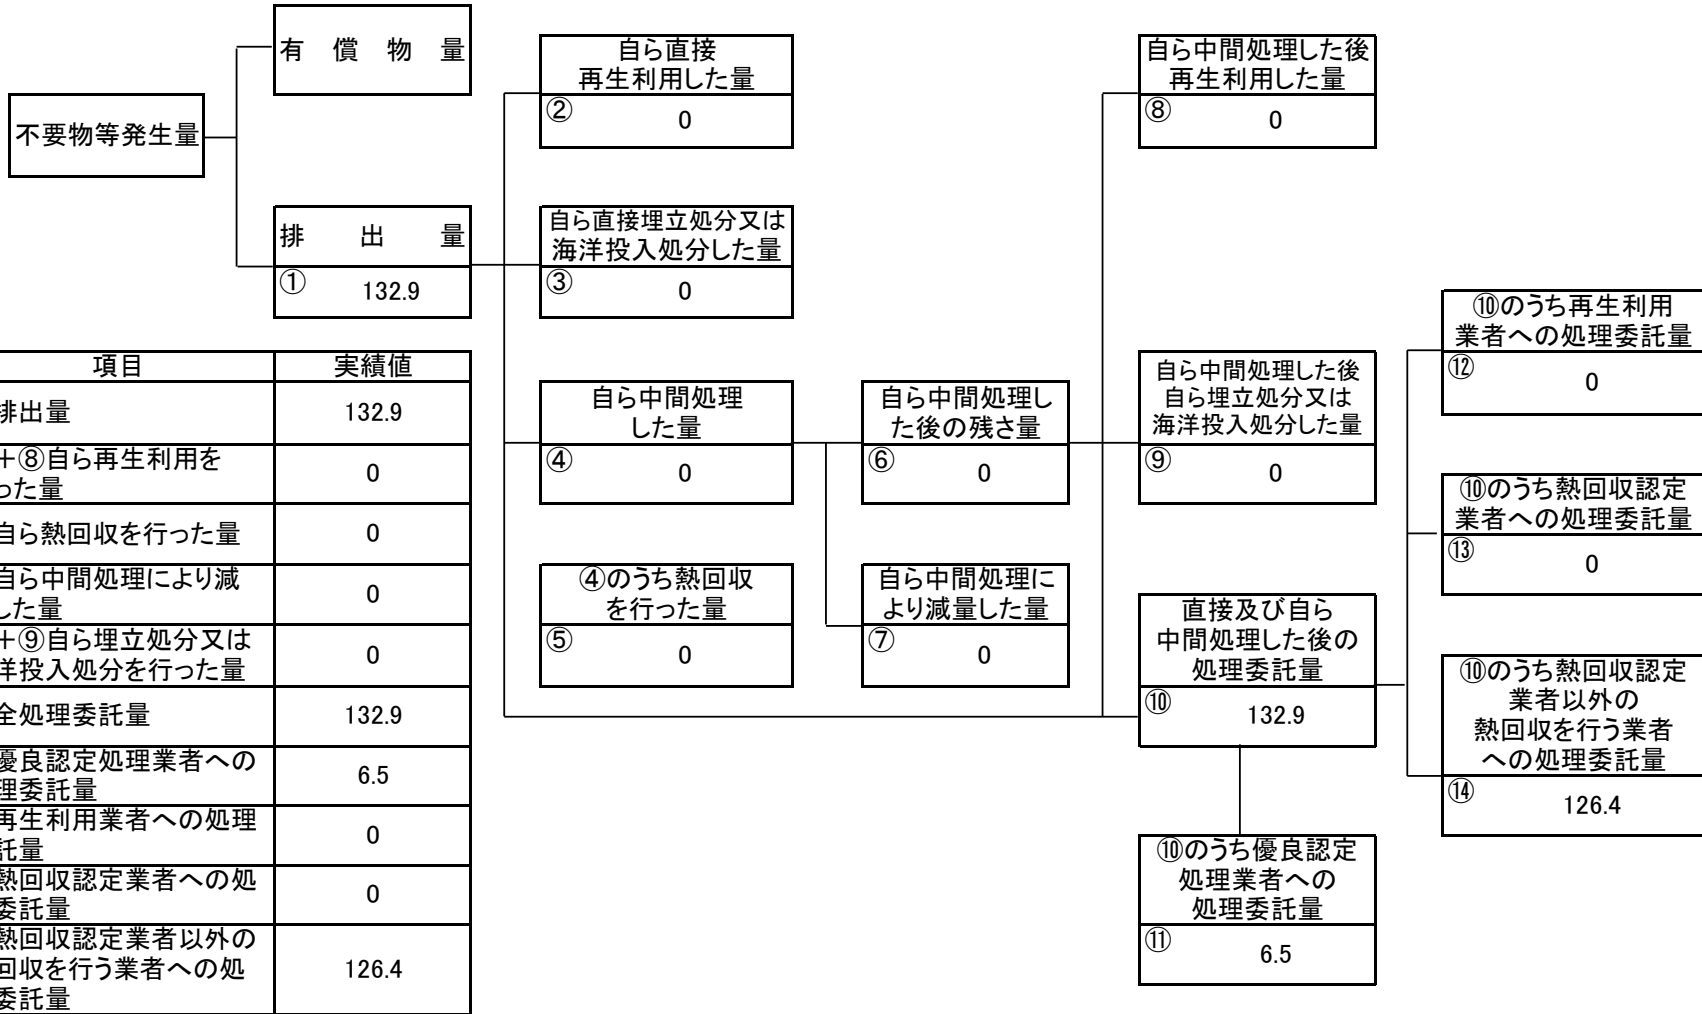 有　償　物　量
不要物等発生量
排　出　量
① 132.9
自ら直接
再生利用した量
② 0
自ら直接埋立処分又は
海洋投入処分した量
③ 0
自ら中間処理
した量
④ 0
④のうち熱回収
を行った量
⑤ 0
自ら中間処理し
た後の残さ量
⑥ 0
自ら中間処理に
より減量した量
⑦ 0
自ら中間処理した後
再生利用した量
⑧ 0
自ら中間処理した後
自ら埋立処分又は
海洋投入処分した量
⑨ 0
直接及び自ら
中間処理した後の
処理委託量
⑩ 132.9
⑩のうち優良認定
処理業者への
処理委託量
⑪ 6.5
⑩のうち再生利用
業者への処理委託量
⑫ 0
⑩のうち熱回収認定
業者への処理委託量
⑬ 0
⑩のうち熱回収認定
業者以外の
熱回収を行う業者
への処理委託量
⑭ 126.4
項目 実績値
排出量 132.9
＋⑧自ら再生利用を
った量 0
自ら熱回収を行った量 0
自ら中間処理により減
した量 0
＋⑨自ら埋立処分又は
洋投入処分を行った量 0
全処理委託量 132.9
優良認定処理業者への
理委託量 6.5
再生利用業者への処理
託量 0
熱回収認定業者への処
委託量 0
熱回収認定業者以外の
回収を行う業者への処
委託量 126.4